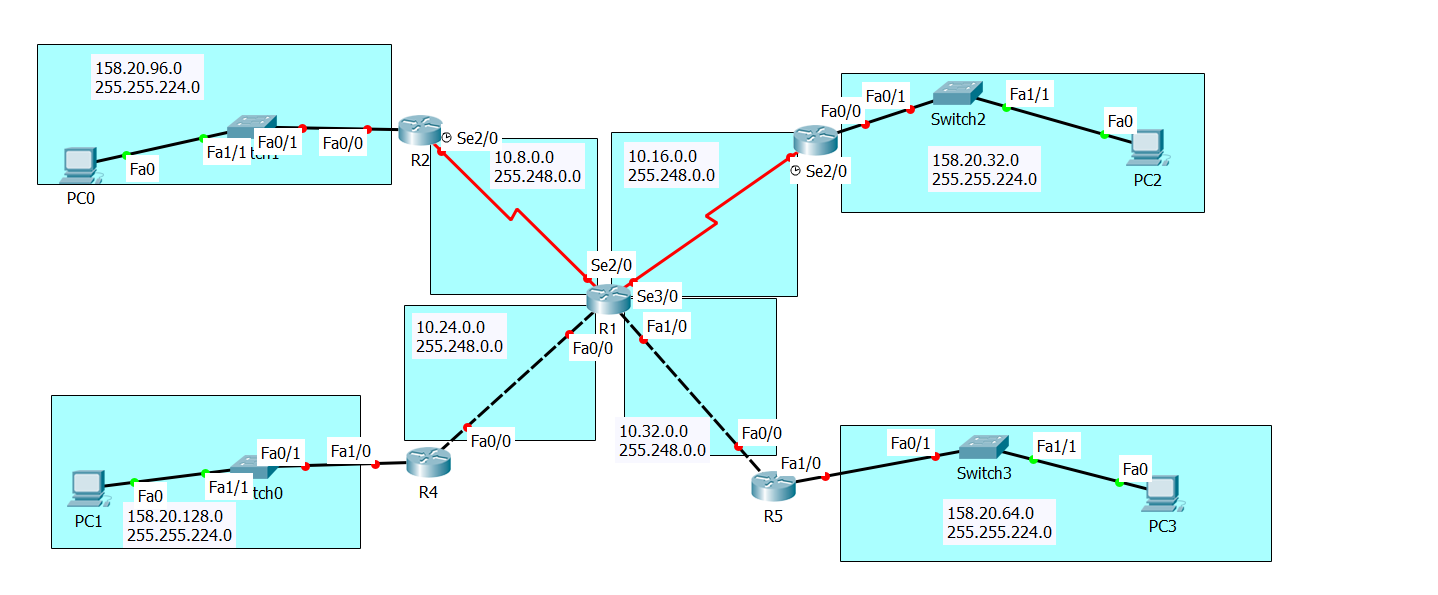 158.20.96.0
255.255.224.0
Fa0/1
Fa0/0
Fa1/1
Fa0
PC0
R2
Se2/0
10.8.0.0
255.248.0.0
10.16.0.0
255.248.0.0
Fa0/0
Fa0/1
Fa1/1
Switch2
Fa0
158.20.32.0
255.255.224.0
PC2
Se2/0
Se2/0
Se3/0
R1
Fa1/0
Fa0/0
10.24.0.0
255.248.0.0
Fa0/0
R4
10.32.0.0
255.248.0.0
Fa0/0
Fa1/0
R5
Fa0/1
Fa1/0
Fa1/1
Fa0
PC1
158.20.128.0
255.255.224.0
Fa0/1
Switch3
Fa1/1
Fa0
158.20.64.0
255.255.224.0
PC3